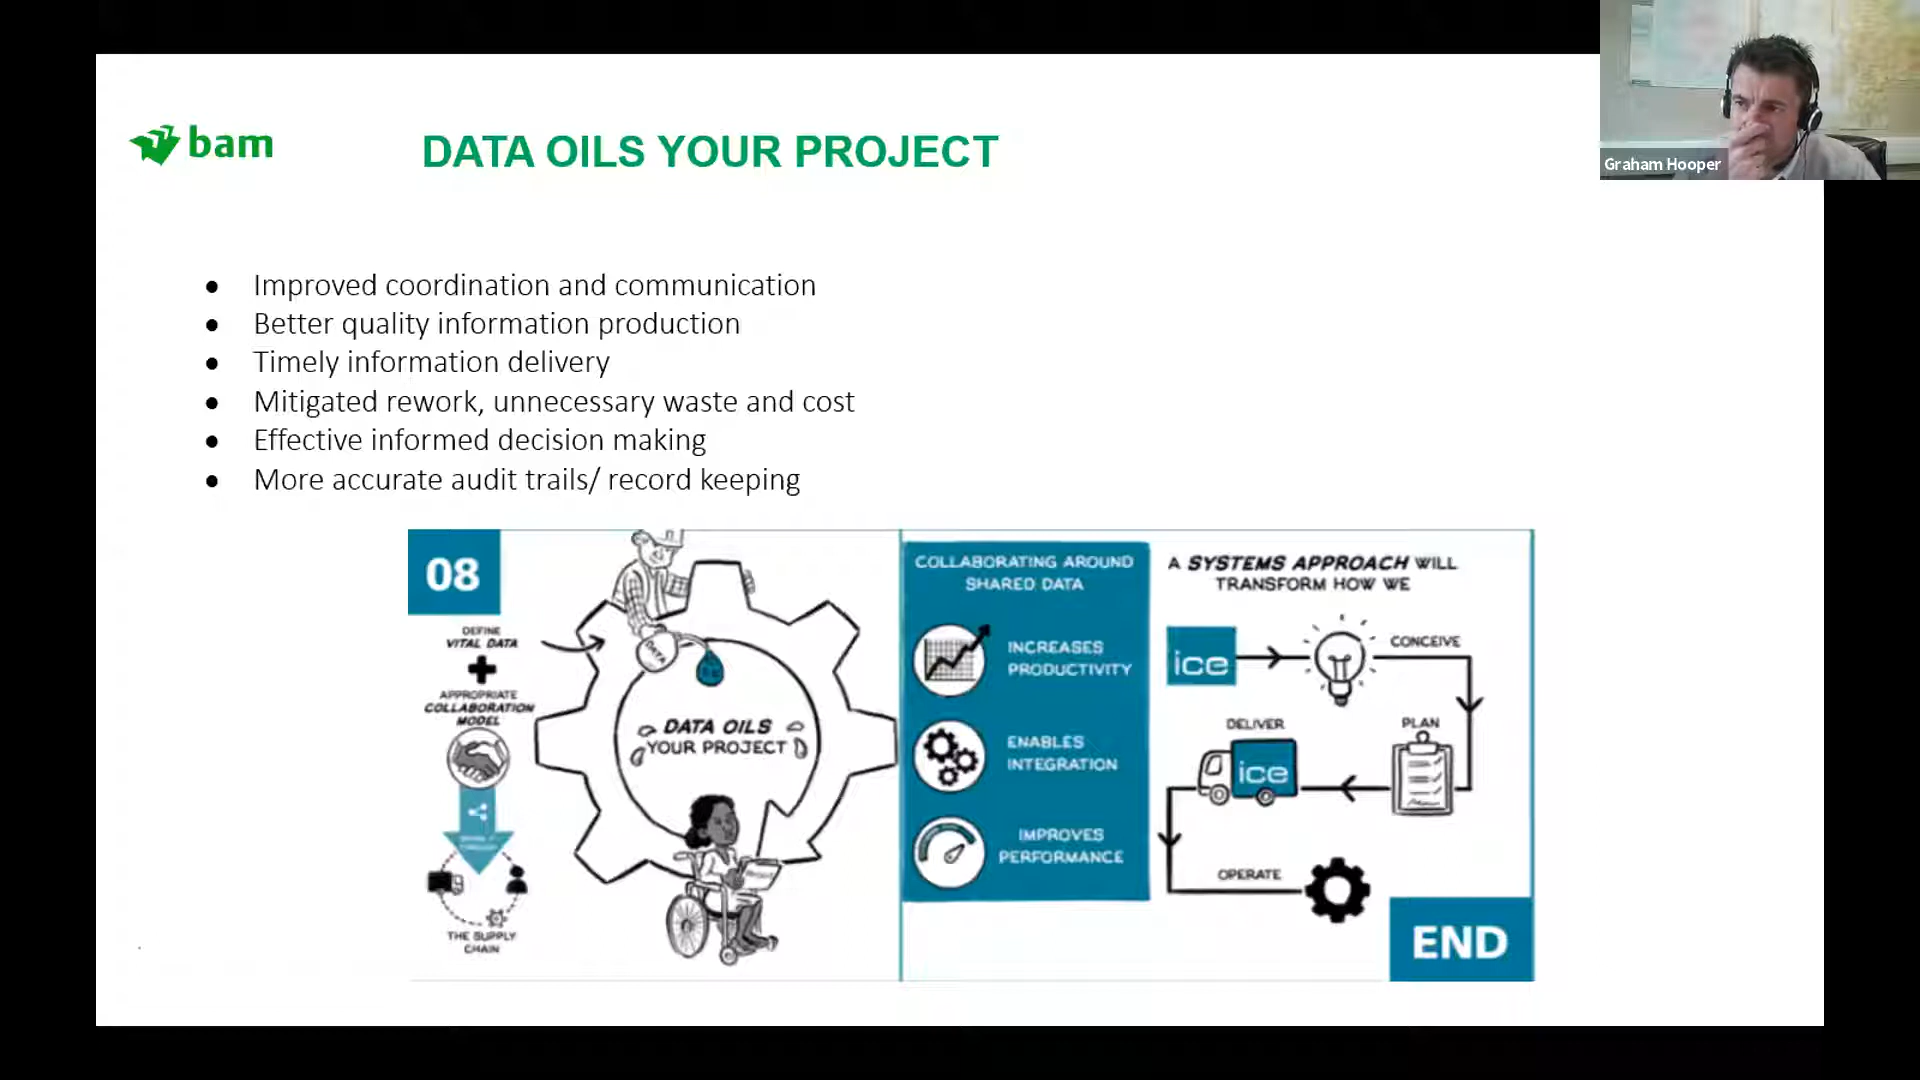 bam
DATA OILS YOUR PROJECT
Graham Hooper
● Improved coordination and communication
● Better quality information production
● Timely information delivery
● Mitigated rework, unnecessary waste and cost
● Effective informed decision making
● More accurate audit trails/ record keeping
08
DEFINE
VITAL DATA
APPROPRIATE
COLLABORATION
MODEL
THE SUPPLY
CHAIN
DATA
DATA OILS
YOUR PROJECT
COLLABORATING AROUND
SHARED DATA
INCREASES
PRODUCTIVITY
ENABLES
INTEGRATION
IMPROVES
PERFORMANCE
A SYSTEMS APPROACH WILL
TRANSFORM HOW WE
ice
CONCEIVE
DELIVER
PLAN
ice
OPERATE
END